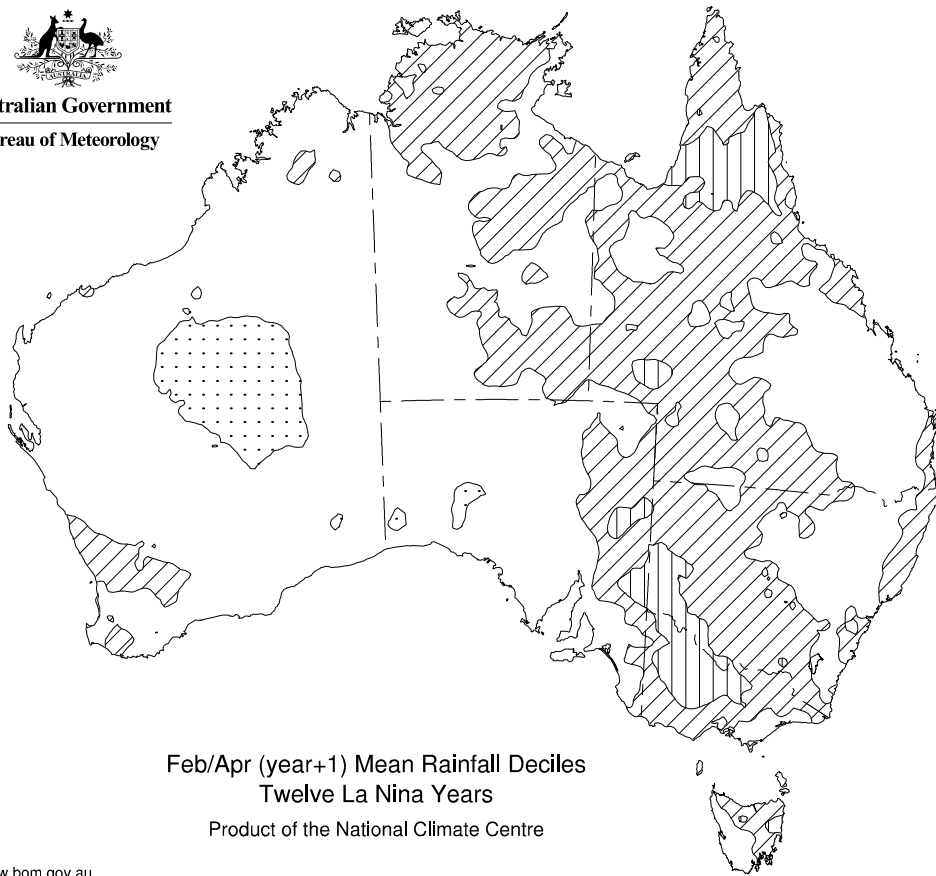 AUSTRALIA
tralian Government
reau of Meteorology
Feb/Apr (year+1) Mean Rainfall Deciles
Twelve La Nina Years
Product of the National Climate Centre
w.bom.gov.au